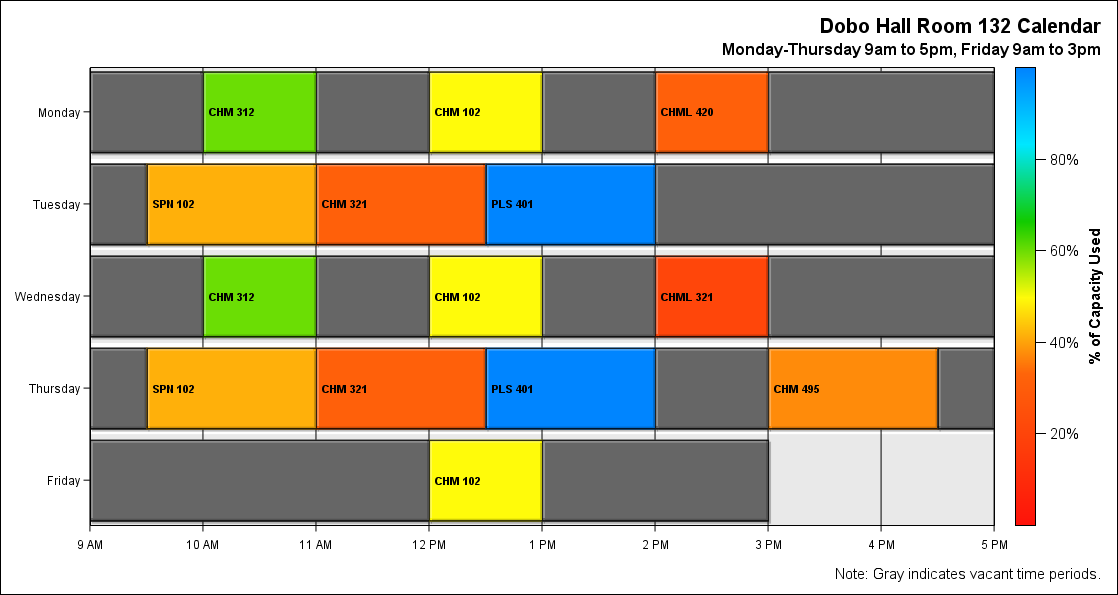 Dobo Hall Room 132 Calendar
Monday-Thursday 9am to 5pm, Friday 9am to 3pm
Monday
CHM 312
CHM 102
CHML 420
Tuesday
SPN 102
CHM 321
PLS 401
Wednesday
CHM 312
CHM 102
CHML 321
Thursday
SPN 102
CHM 321
PLS 401
CHM 495
Friday
CHM 102
9 AM
10 AM
11 AM
12 PM
1 PM
2 PM
3 PM
4 PM
5 PM
80%
60%
40%
20%
% of Capacity Used
Note: Gray indicates vacant time periods.